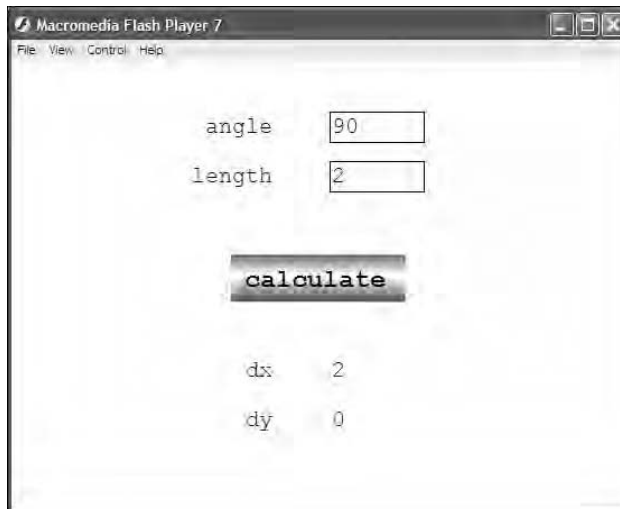 Macromedia Flash Player 7
File View Control Help
angle 90
length 2
calculate
dx 2
dy 0